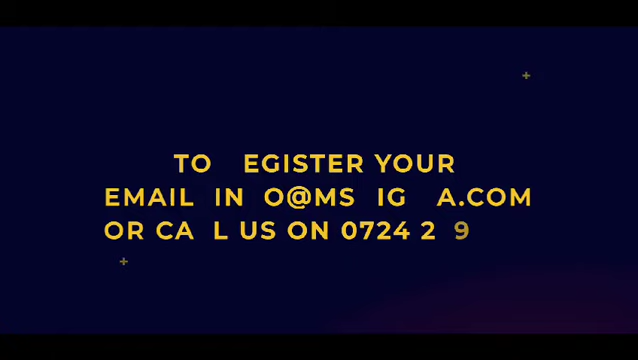 TO EGISTER YOUR
EMAIL IN O@MS IG A.COM
OR CA L US ON 0724 2 9